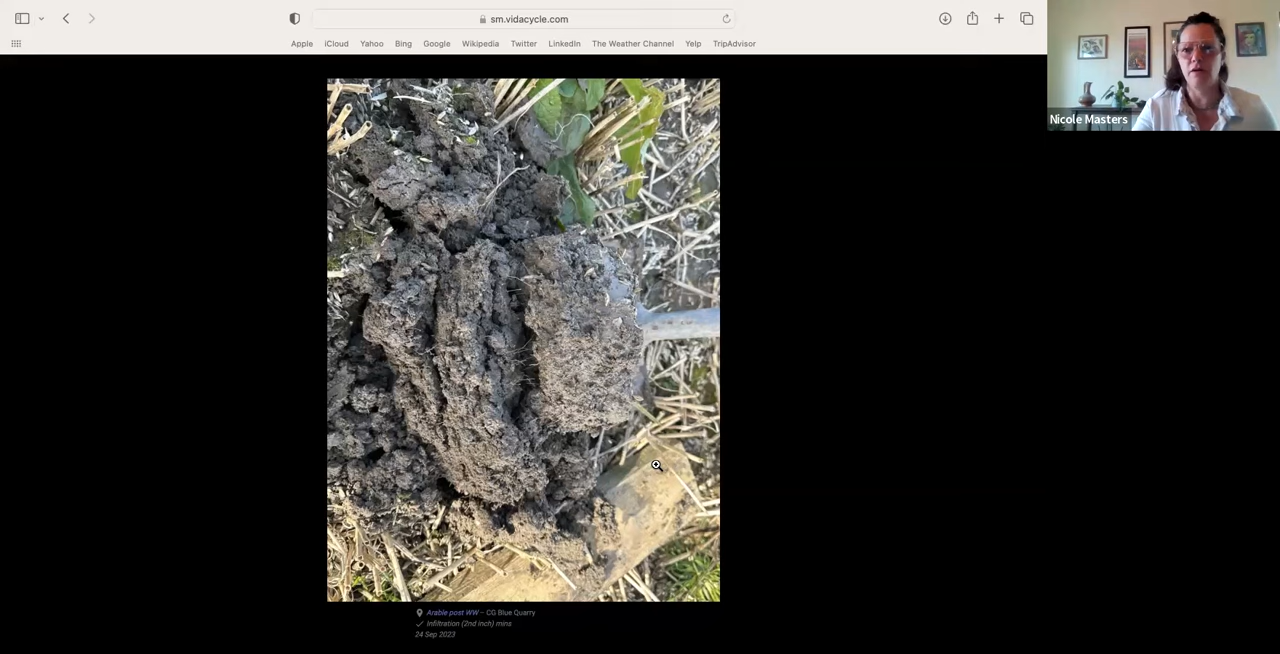 sm.vidacycle.com
Apple iCloud Yahoo Bing Google Wikipedia Twitter LinkedIn The Weather Channel Yelp TripAdvisor
Nicole Masters
Arable post WW – CG Blue Quarry
Infiltration (2nd inch) mins
24 Sep 2023